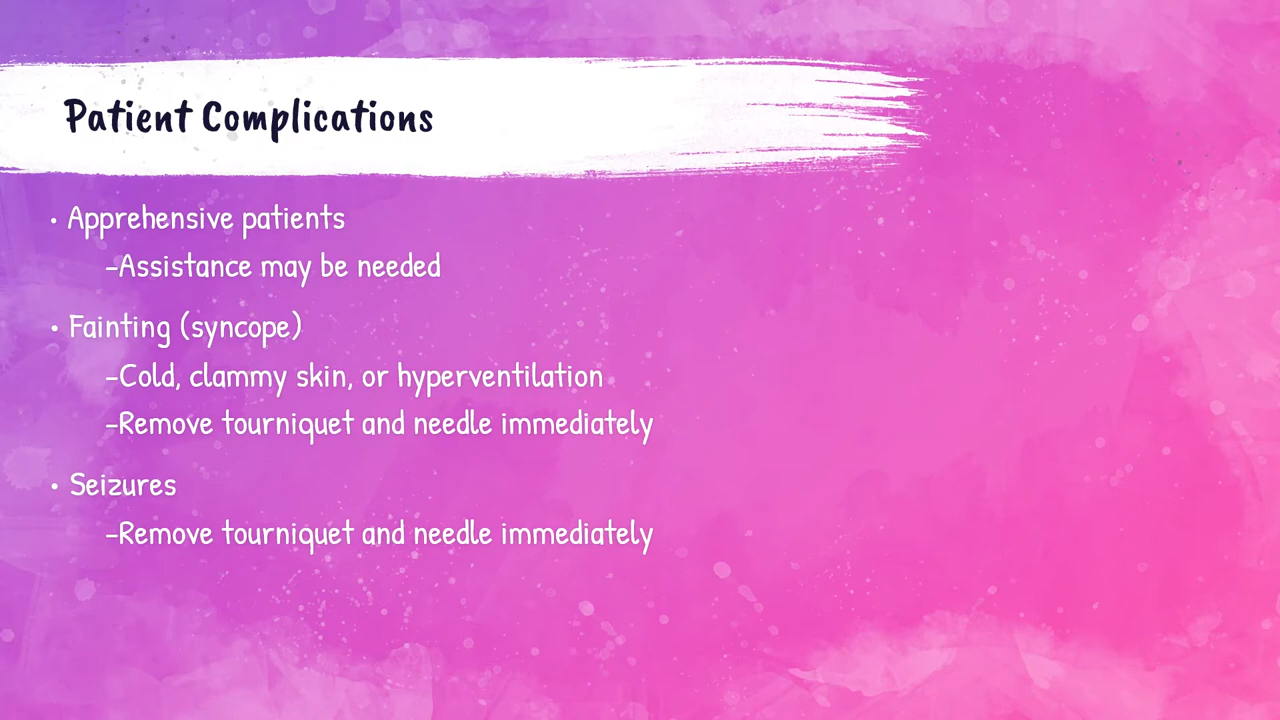 Patient Complications
• Apprehensive patients
–Assistance may be needed
• Fainting (syncope)
–Cold, clammy skin, or hyperventilation
–Remove tourniquet and needle immediately
• Seizures
–Remove tourniquet and needle immediately